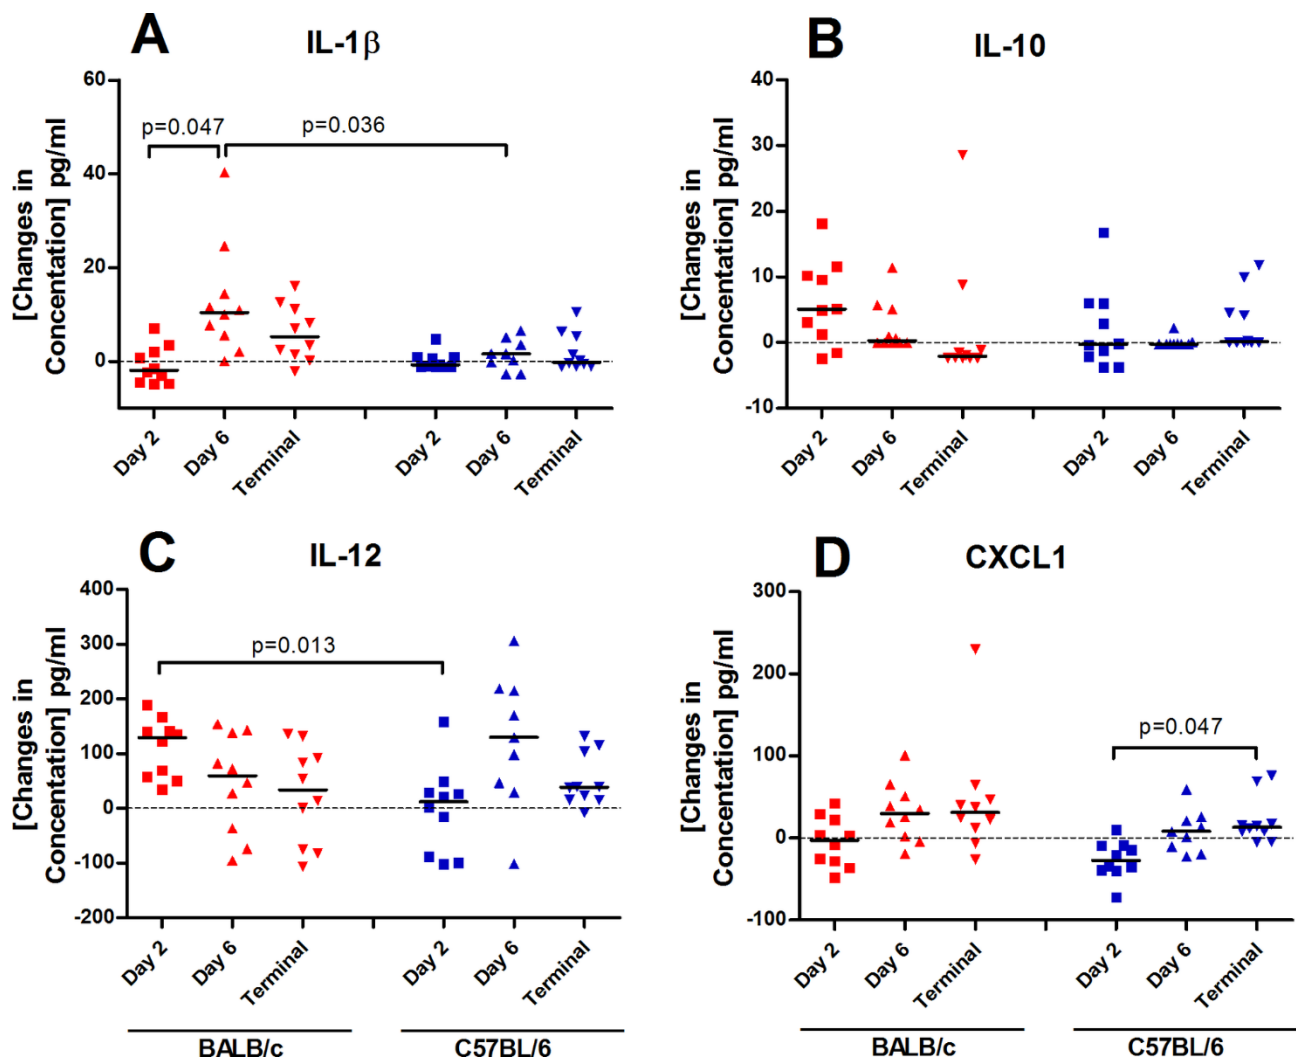 A
IL-1β
[Changes in
Concentation] pg/ml
60
40
20
0
p=0.047
p=0.036
Day 2
Day 6
Terminal
Day 2
Day 6
Terminal
B
IL-10
[Changes in
Concentation] pg/ml
40
30
20
10
0
-10
Day 2
Day 6
Terminal
Day 2
Day 6
Terminal
C
IL-12
[Changes in
Concentation] pg/ml
400
300
200
100
0
-100
-200
p=0.013
Day 2
Day 6
Terminal
Day 2
Day 6
Terminal
BALB/c
C57BL/6
D
CXCL1
[Changes in
Concentation] pg/ml
300
200
100
0
-100
p=0.047
Day 2
Day 6
Terminal
Day 2
Day 6
Terminal
BALB/c
C57BL/6